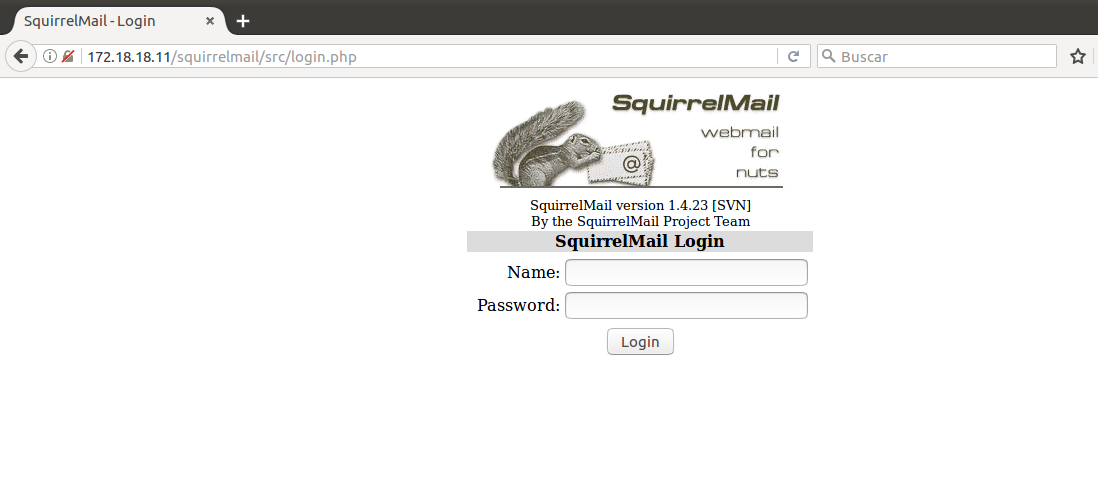 SquirrelMail - Login
172.18.18.11/squirrelmail/src/login.php
Buscar
SquirrelMail
webmail
for
nuts
@
SquirrelMail version 1.4.23 [SVN]
By the SquirrelMail Project Team
SquirrelMail Login
Name:
Password:
Login